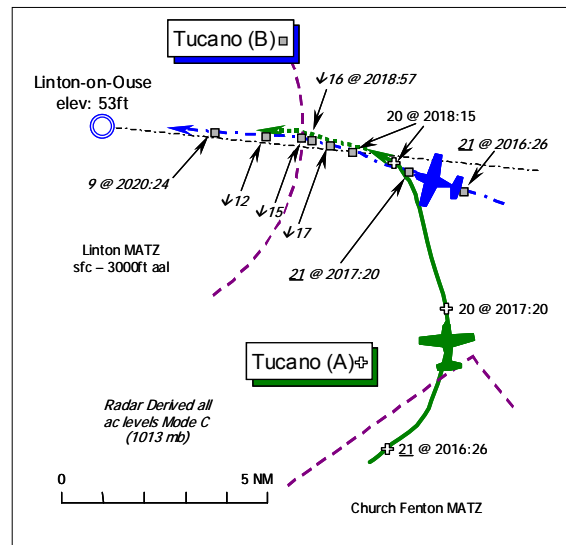 Tucano (B)
Linton-on-Ouse
elev: 53ft
↓16 @ 2018:57
20 @ 2018:15
21 @ 2016:26
9 @ 2020:24
↓12
↓15
↓17
Linton MATZ
sfc – 3000ft aal
21 @ 2017:20
20 @ 2017:20
Tucano (A)
Radar Derived all
ac levels Mode C
(1013 mb)
21 @ 2016:26
0
5 NM
Church Fenton MATZ